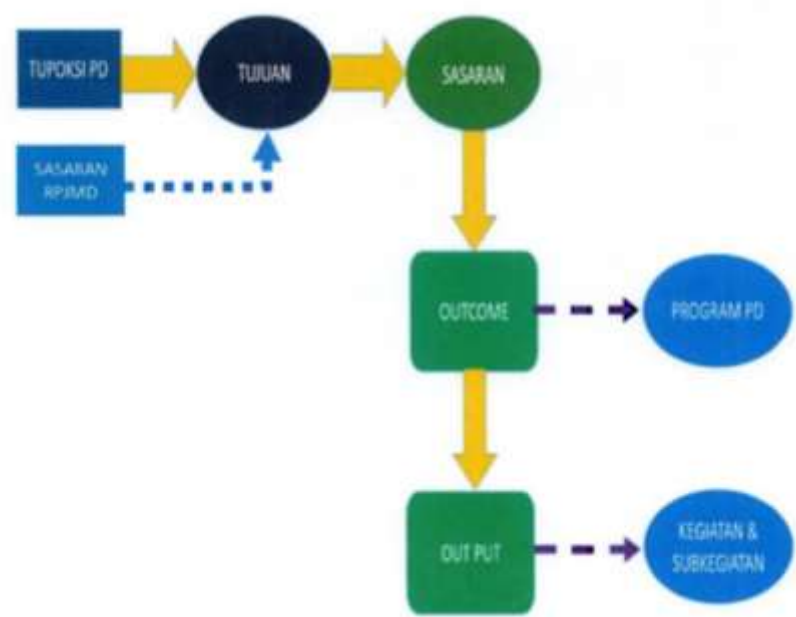 TUPOKSI PD
TUJUAN
SASARAN
SASARAN
RPJMD
OUTCOME
PROGRAM PD
OUT PUT
KEGIATAN &
SUBKEGIATAN